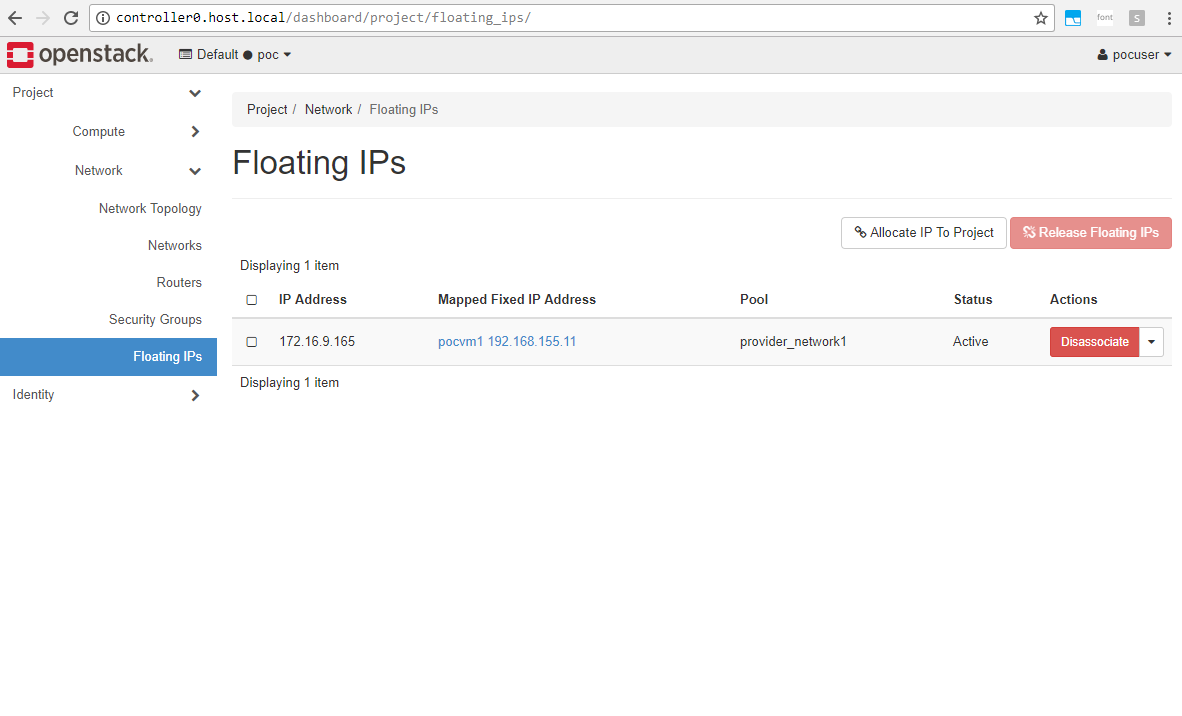 controller0.host.local/dashboard/project/floating_ips/
font
S
openstack.
Default ● poc
pocuser
Project
Compute
Network
Network Topology
Networks
Routers
Security Groups
Floating IPs
Identity
Project / Network / Floating IPs
Floating IPs
Allocate IP To Project
Release Floating IPs
Displaying 1 item
IP Address Mapped Fixed IP Address Pool Status Actions
172.16.9.165 pocvm1 192.168.155.11 provider_network1 Active Disassociate
Displaying 1 item